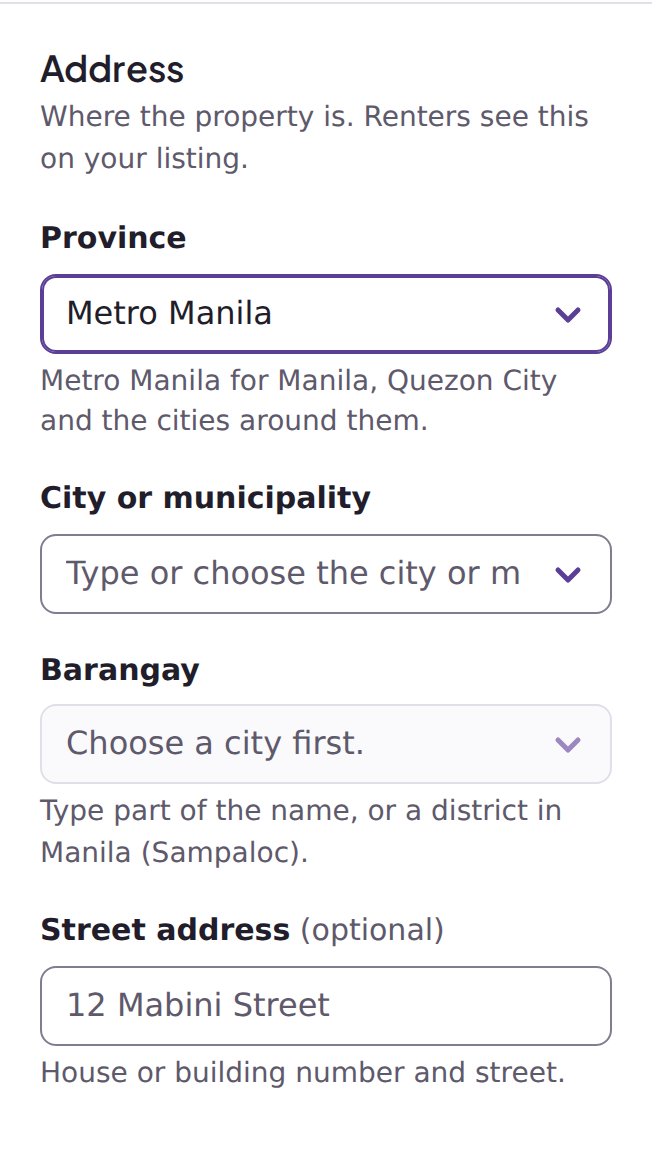 Address
Where the property is. Renters see this
on your listing.
Province
Metro Manila
Metro Manila for Manila, Quezon City
and the cities around them.
City or municipality
Type or choose the city or m
Barangay
Choose a city first.
Type part of the name, or a district in
Manila (Sampaloc).
Street address (optional)
12 Mabini Street
House or building number and street.